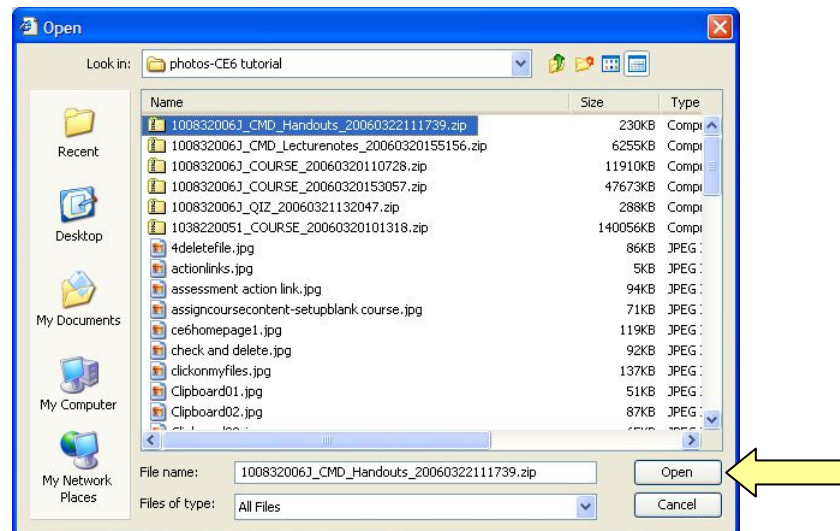 Open
Look in: photos-CE6 tutorial
Name Size Type
100832006J_CMD_Handouts_20060322111739.zip 230KB Compr
100832006J_CMD_Lecturenotes_20060320155156.zip 6255KB Compr
100832006J_COURSE_20060320110728.zip 11910KB Compr
100832006J_COURSE_20060320153057.zip 47673KB Compr
100832006J_QIZ_20060321132047.zip 288KB Compr
1038220051_COURSE_20060320101318.zip 140056KB Compr
4deletefile.jpg 86KB JPEG
actionlinks.jpg 5KB JPEG
assessment action link.jpg 94KB JPEG
assigncoursecontent-setupblank course.jpg 71KB JPEG
ce6homepage1.jpg 119KB JPEG
check and delete.jpg 92KB JPEG
clickonmyfiles.jpg 137KB JPEG
Clipboard01.jpg 51KB JPEG
Clipboard02.jpg 87KB JPEG
Recent
Desktop
My Documents
My Computer
My Network
Places
File name: 100832006J_CMD_Handouts_20060322111739.zip Open
Files of type: All Files Cancel